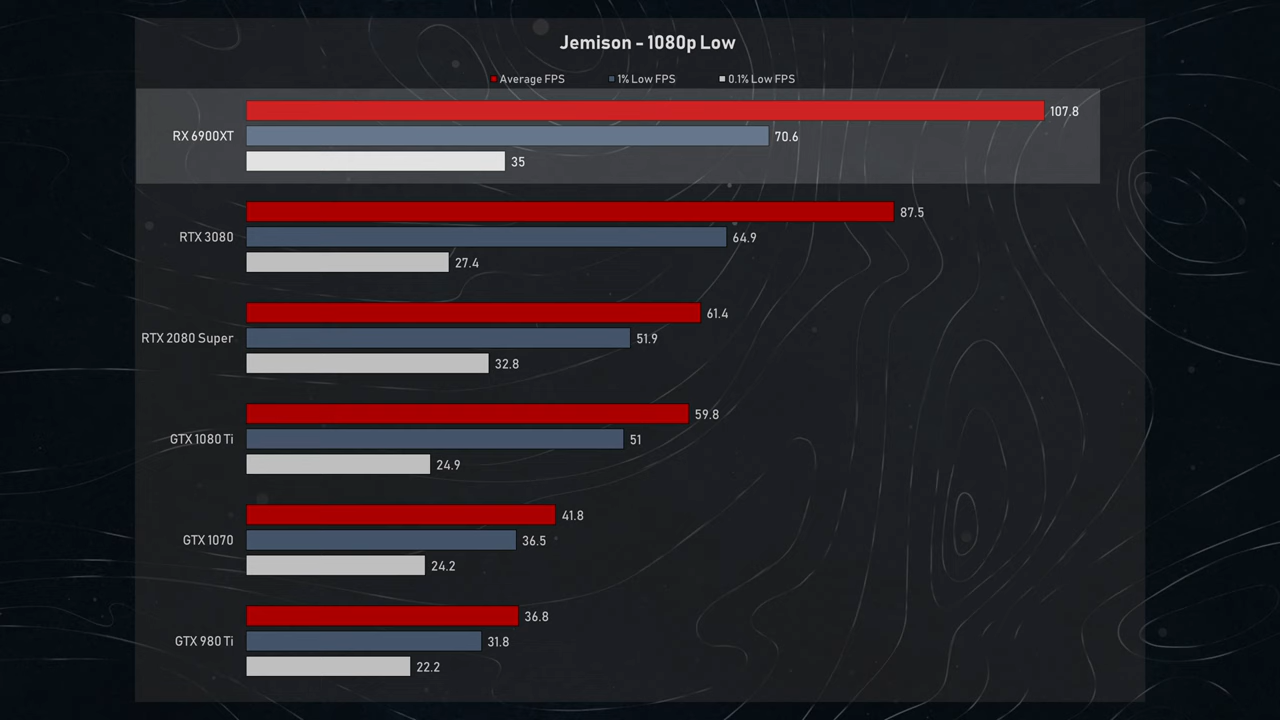 Jemison - 1080p Low
Average FPS 1% Low FPS 0.1% Low FPS
107.8
RX 6900XT 70.6
35
87.5
RTX 3080 64.9
27.4
61.4
RTX 2080 Super 51.9
32.8
59.8
GTX 1080 Ti 51
24.9
41.8
GTX 1070 36.5
24.2
36.8
GTX 980 Ti 31.8
22.2